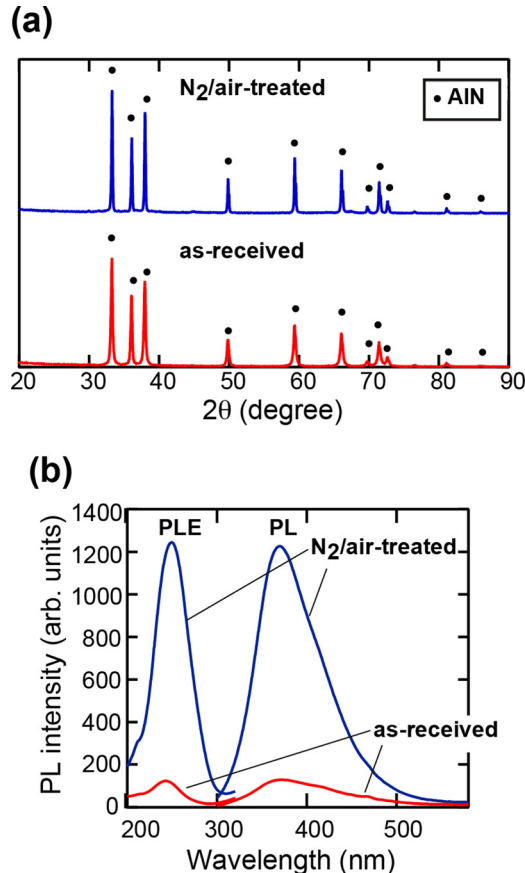 (a)
N2/air-treated
• AlN
as-received
20 30 40 50 60 70 80 90
2θ (degree)
(b)
PL intensity (arb. units)
1400
1200
1000
800
600
400
200
0
PLE PL
N2/air-treated
as-received
200 300 400 500
Wavelength (nm)